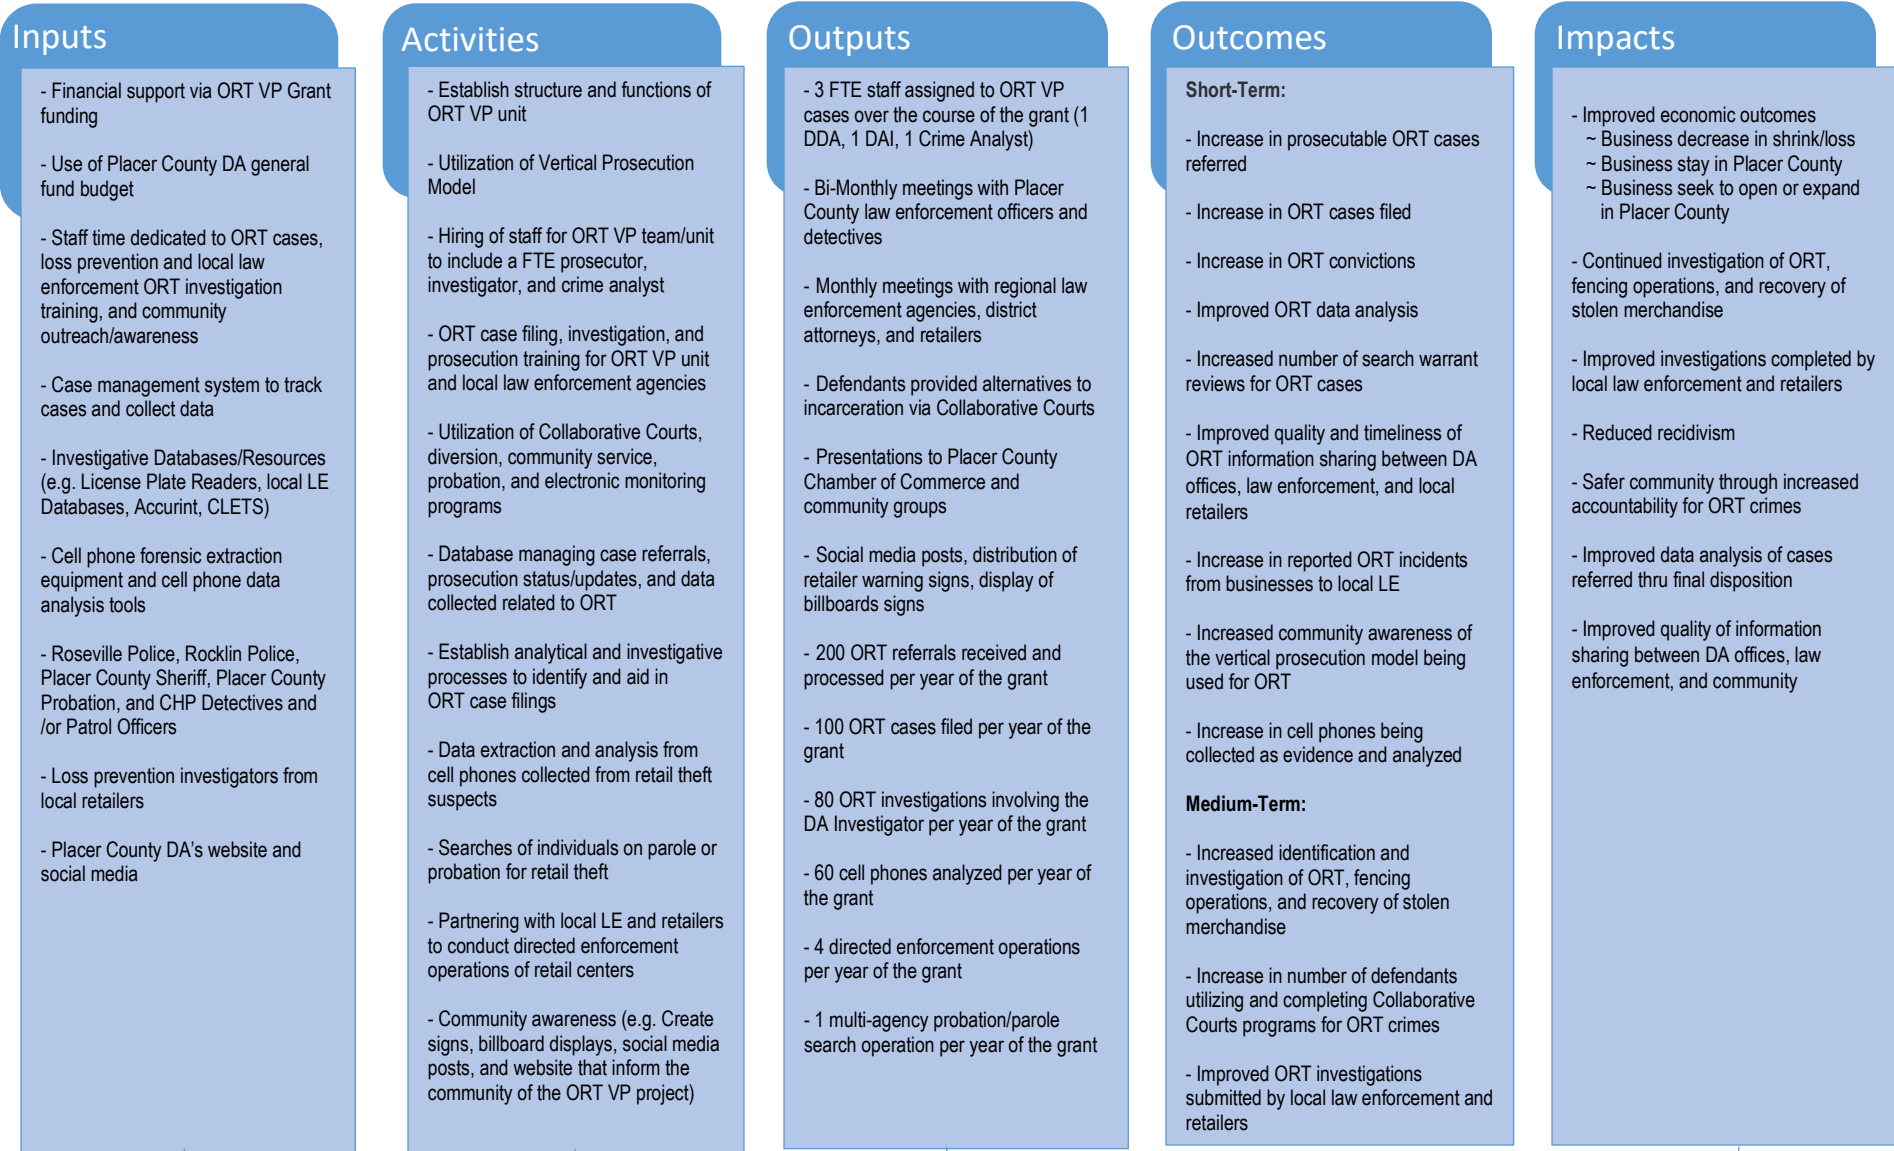 Inputs
- Financial support via ORT VP Grant
funding
- Use of Placer County DA general
fund budget
- Staff time dedicated to ORT cases,
loss prevention and local law
enforcement ORT investigation
training, and community
outreach/awareness
- Case management system to track
cases and collect data
- Investigative Databases/Resources
(e.g. License Plate Readers, local LE
Databases, Accurint, CLETS)
- Cell phone forensic extraction
equipment and cell phone data
analysis tools
- Roseville Police, Rocklin Police,
Placer County Sheriff, Placer County
Probation, and CHP Detectives and
/or Patrol Officers
- Loss prevention investigators from
local retailers
- Placer County DA's website and
social media
Activities
- Establish structure and functions of
ORT VP unit
- Utilization of Vertical Prosecution
Model
- Hiring of staff for ORT VP team/unit
to include a FTE prosecutor,
investigator, and crime analyst
- ORT case filing, investigation, and
prosecution training for ORT VP unit
and local law enforcement agencies
- Utilization of Collaborative Courts,
diversion, community service,
probation, and electronic monitoring
programs
- Database managing case referrals,
prosecution status/updates, and data
collected related to ORT
- Establish analytical and investigative
processes to identify and aid in
ORT case filings
- Data extraction and analysis from
cell phones collected from retail theft
suspects
- Searches of individuals on parole or
probation for retail theft
- Partnering with local LE and retailers
to conduct directed enforcement
operations of retail centers
- Community awareness (e.g. Create
signs, billboard displays, social media
posts, and website that inform the
community of the ORT VP project)
Outputs
- 3 FTE staff assigned to ORT VP
cases over the course of the grant (1
DDA, 1 DAI, 1 Crime Analyst)
- Bi-Monthly meetings with Placer
County law enforcement officers and
detectives
- Monthly meetings with regional law
enforcement agencies, district
attorneys, and retailers
- Defendants provided alternatives to
incarceration via Collaborative Courts
- Presentations to Placer County
Chamber of Commerce and
community groups
- Social media posts, distribution of
retailer warning signs, display of
billboards signs
- 200 ORT referrals received and
processed per year of the grant
- 100 ORT cases filed per year of the
grant
- 80 ORT investigations involving the
DA Investigator per year of the grant
- 60 cell phones analyzed per year of
the grant
- 4 directed enforcement operations
per year of the grant
- 1 multi-agency probation/parole
search operation per year of the grant
Outcomes
Short-Term:
- Increase in prosecutable ORT cases
referred
- Increase in ORT cases filed
- Increase in ORT convictions
- Improved ORT data analysis
- Increased number of search warrant
reviews for ORT cases
- Improved quality and timeliness of
ORT information sharing between DA
offices, law enforcement, and local
retailers
- Increase in reported ORT incidents
from businesses to local LE
- Increased community awareness of
the vertical prosecution model being
used for ORT
- Increase in cell phones being
collected as evidence and analyzed
Medium-Term:
- Increased identification and
investigation of ORT, fencing
operations, and recovery of stolen
merchandise
- Increase in number of defendants
utilizing and completing Collaborative
Courts programs for ORT crimes
- Improved ORT investigations
submitted by local law enforcement and
retailers
Impacts
- Improved economic outcomes
~ Business decrease in shrink/loss
~ Business stay in Placer County
~ Business seek to open or expand
in Placer County
- Continued investigation of ORT,
fencing operations, and recovery of
stolen merchandise
- Improved investigations completed by
local law enforcement and retailers
- Reduced recidivism
- Safer community through increased
accountability for ORT crimes
- Improved data analysis of cases
referred thru final disposition
- Improved quality of information
sharing between DA offices, law
enforcement, and community